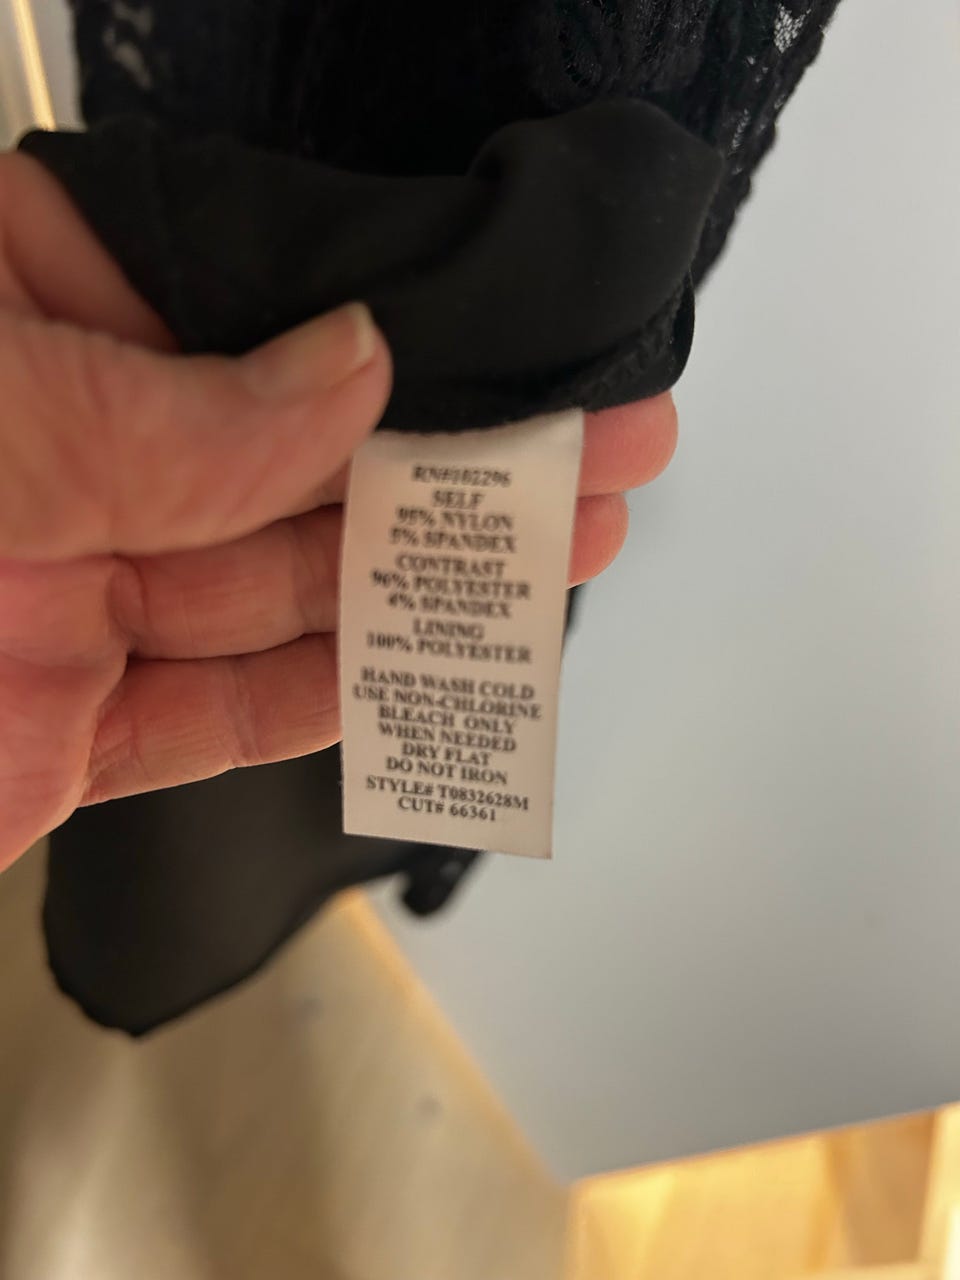 RN#102296
SELF
95% NYLON
5% SPANDEX
CONTRAST
96% POLYESTER
4% SPANDEX
LINING
100% POLYESTER
HAND WASH COLD
USE NON-CHLORINE
BLEACH ONLY
WHEN NEEDED
DRY FLAT
DO NOT IRON
STYLE# T0832628M
CUT# 66361